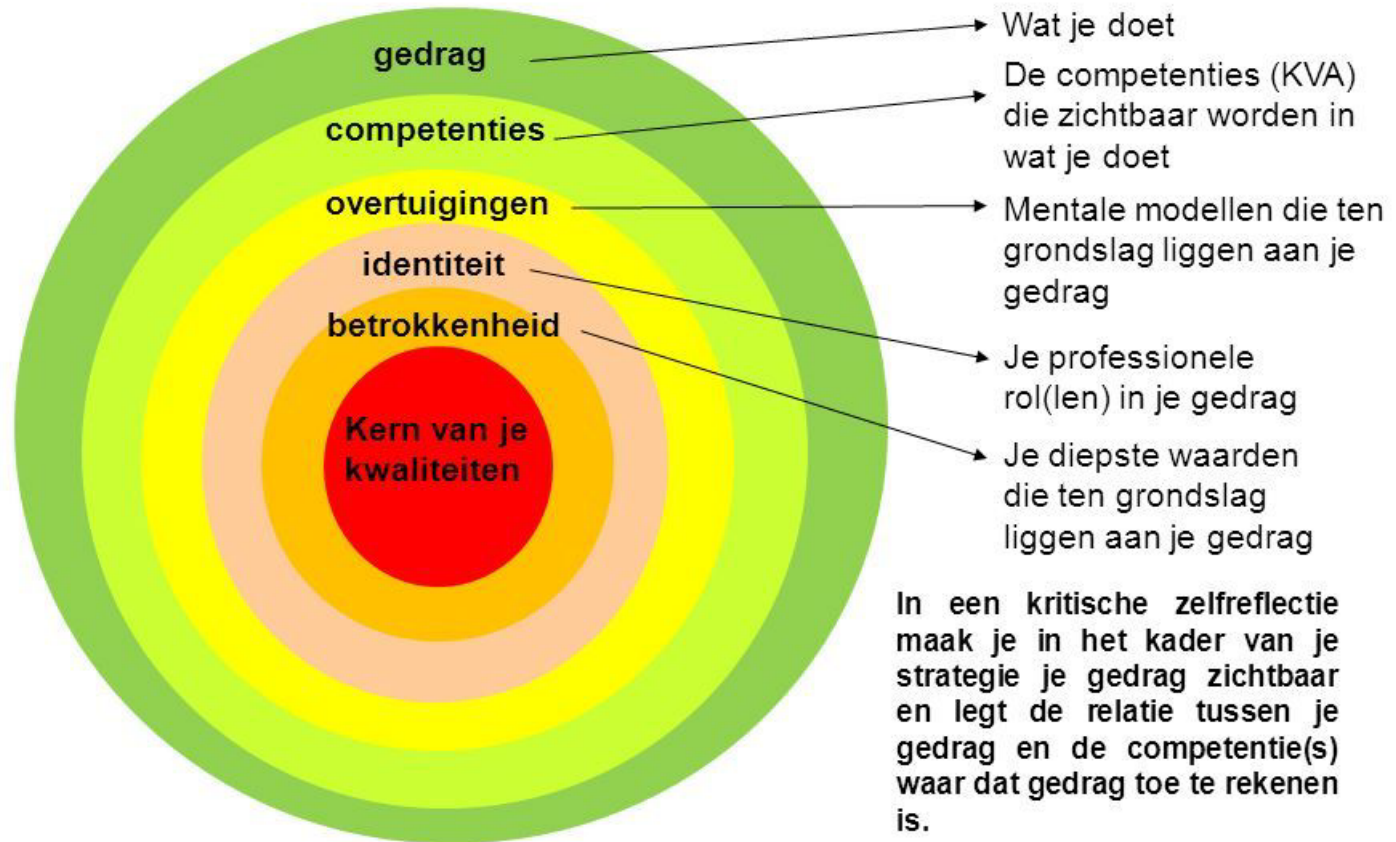 gedrag
competenties
overtuigingen
identiteit
betrokkenheid
Kern van je
kwaliteiten
Wat je doet
De competenties (KVA)
die zichtbaar worden in
wat je doet
Mentale modellen die ten
grondslag liggen aan je
gedrag
Je professionele
rol(len) in je gedrag
Je diepste waarden
die ten grondslag
liggen aan je gedrag
In een kritische zelfreflectie
maak je in het kader van je
strategie je gedrag zichtbaar
en legt de relatie tussen je
gedrag en de competentie(s)
waar dat gedrag toe te rekenen
is.